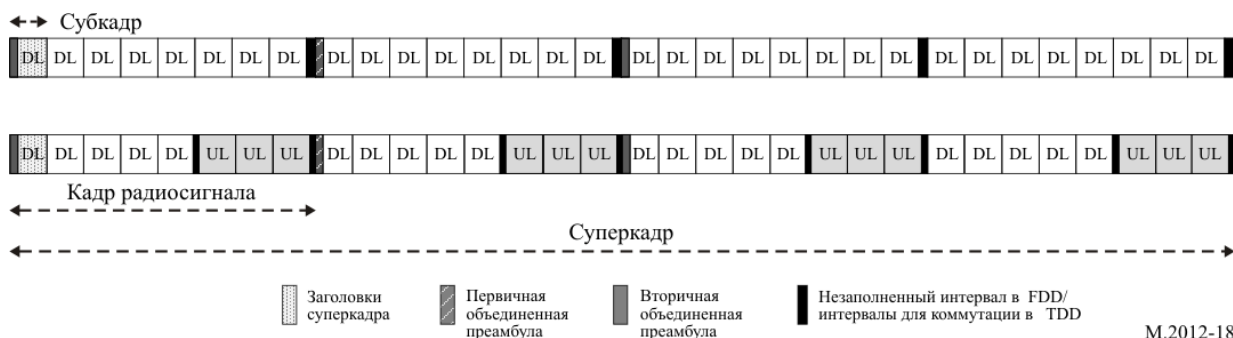 Субкадр
DL DL DL DL DL DL DL DL DL DL DL DL DL DL DL DL DL DL DL DL DL DL DL DL DL DL DL DL DL DL DL DL
DL DL DL DL DL UL UL UL DL DL DL DL DL UL UL UL DL DL DL DL DL UL UL UL DL DL DL DL DL UL UL UL
Кадр радиосигнала
Суперкадр
Заголовки
суперкадра
Первичная
объединенная
преамбула
Вторичная
объединенная
преамбула
Незаполненный интервал в FDD/
интервалы для коммутации в TDD
M.2012-18